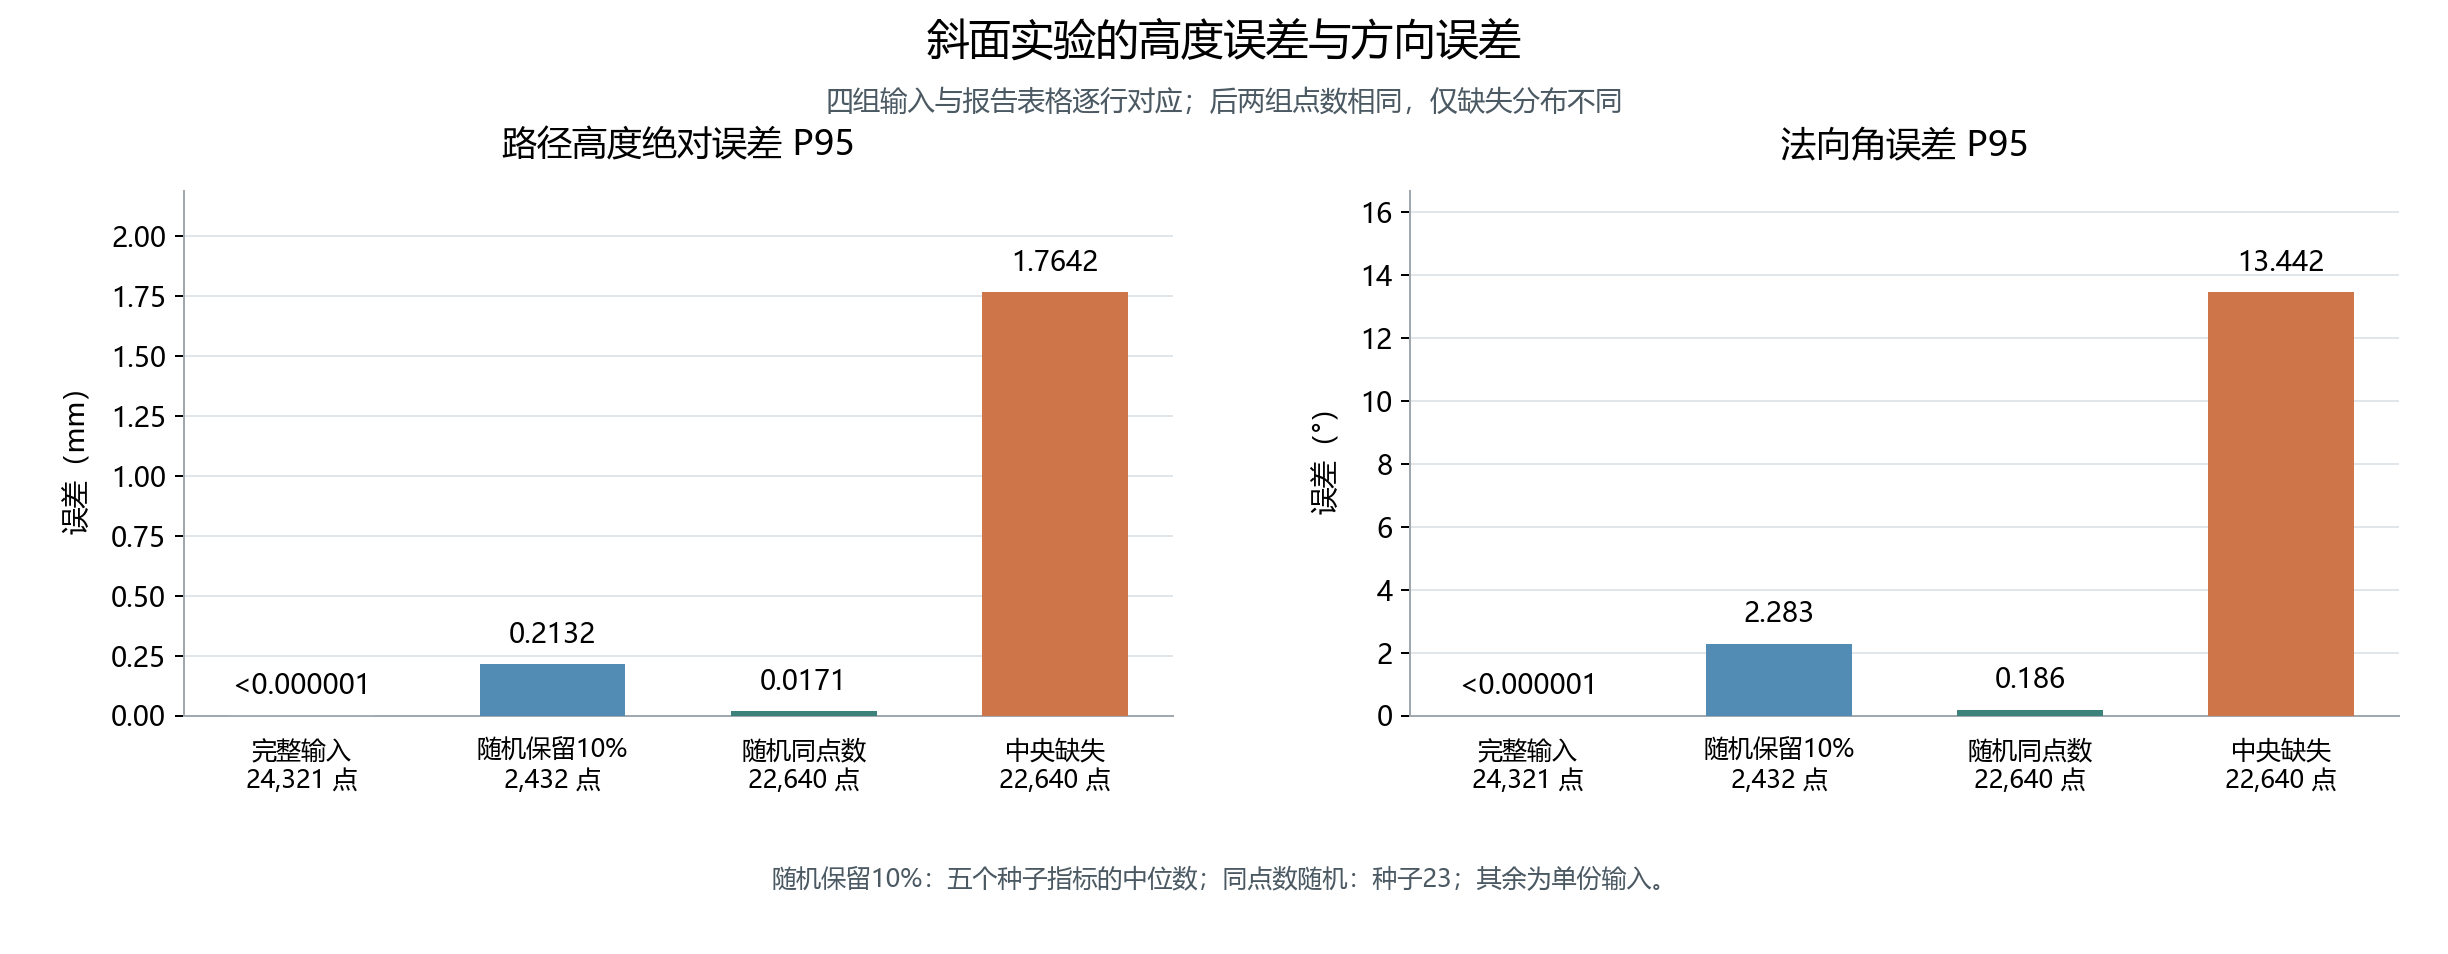 斜面实验的高度误差与方向误差
四组输入与报告表格逐行对应；后两组点数相同，仅缺失分布不同
路径高度绝对误差 P95
误差（mm）
2.00
1.75
1.50
1.25
1.00
0.75
0.50
0.25
0.00
<0.000001
0.2132
0.0171
1.7642
完整输入
24,321 点
随机保留10%
2,432 点
随机同点数
22,640 点
中央缺失
22,640 点
法向角误差 P95
误差（°）
16
14
12
10
8
6
4
2
0
<0.000001
2.283
0.186
13.442
完整输入
24,321 点
随机保留10%
2,432 点
随机同点数
22,640 点
中央缺失
22,640 点
随机保留10%：五个种子指标的中位数；同点数随机：种子23；其余为单份输入。